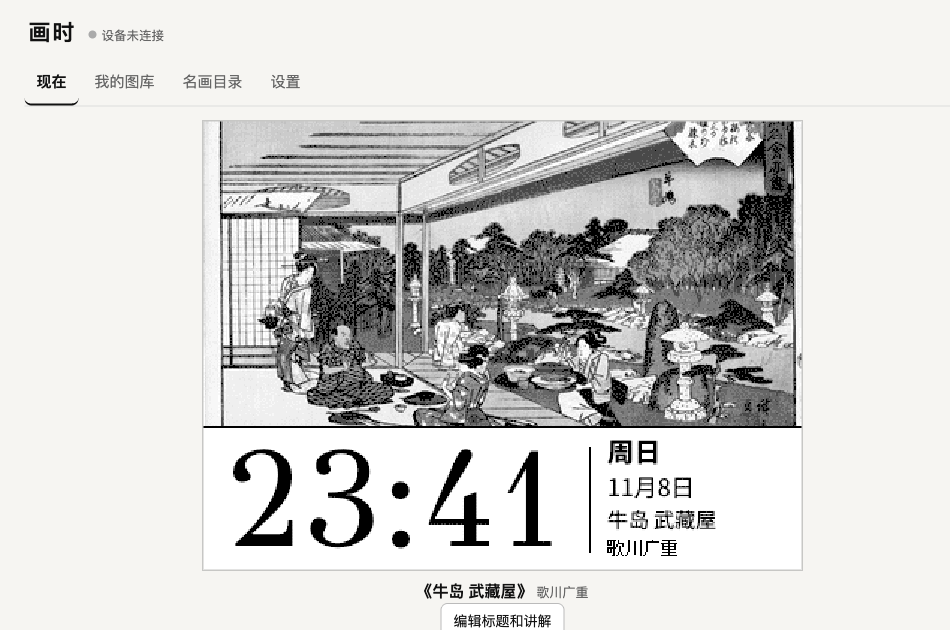 画时
设备未连接
现在 我的图库 名画目录 设置
牛嶋
23:41
周日
11月8日
牛岛 武藏屋
歌川广重
《牛岛 武藏屋》 歌川广重
编辑标题和讲解